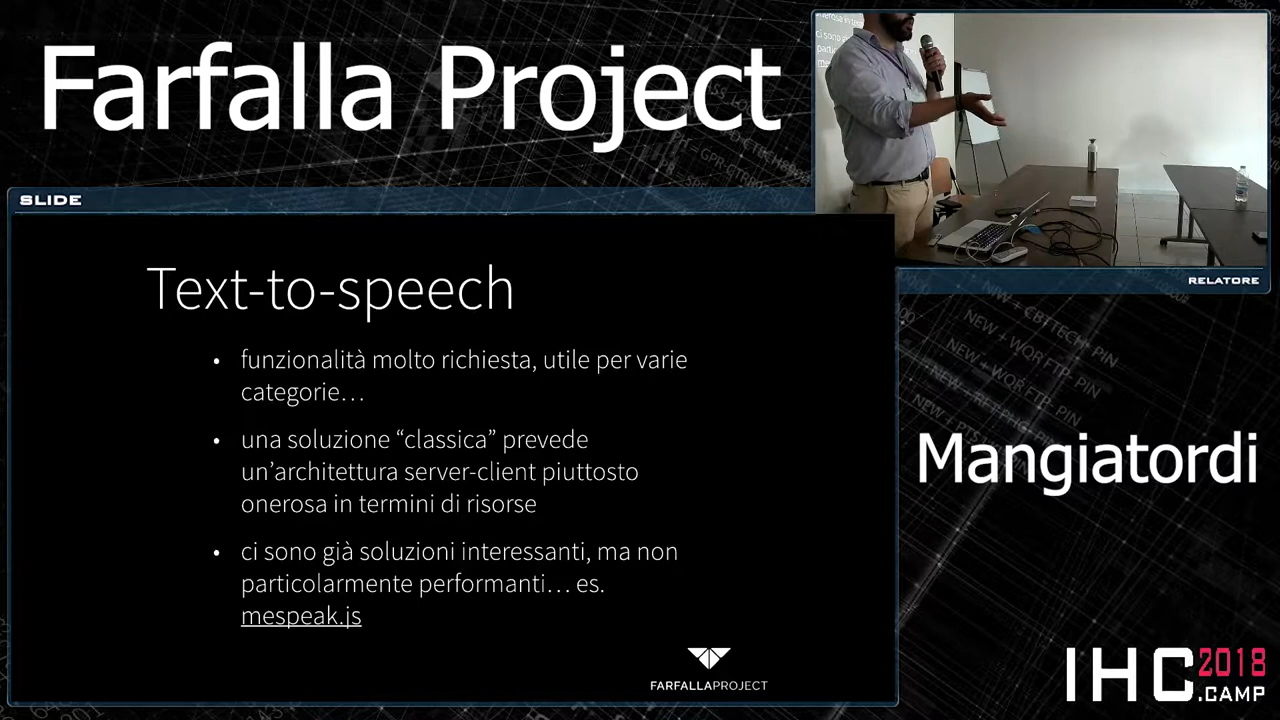 Farfalla Project
SLIDE
Text-to-speech
• funzionalità molto richiesta, utile per varie
categorie…
• una soluzione “classica” prevede
un’architettura server-client piuttosto
onerosa in termini di risorse
• ci sono già soluzioni interessanti, ma non
particolarmente performanti… es.
mespeak.js
FARFALLAPROJECT
RELATORE
Mangiatordi
IHC 2018
.CAMP